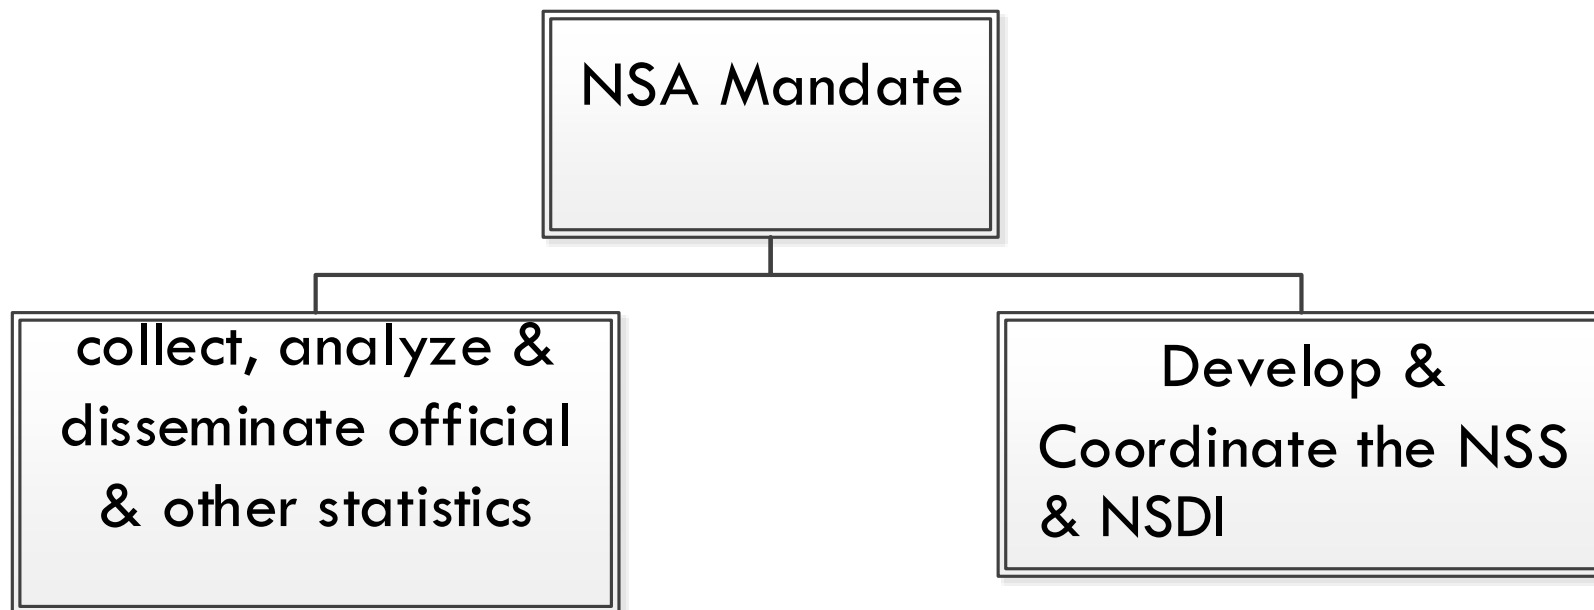 NSA Mandate
collect, analyze &
disseminate official
& other statistics
Develop &
Coordinate the NSS
& NSDI